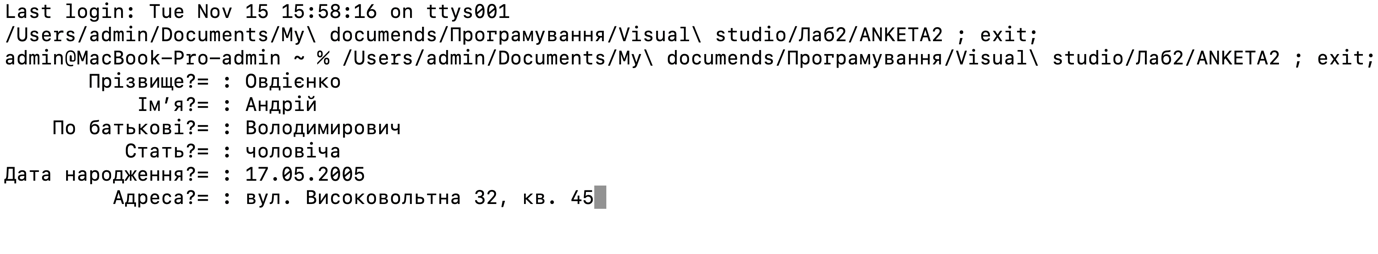 Last login: Tue Nov 15 15:58:16 on ttys001
/Users/admin/Documents/My\ documends/Програмування/Visual\ studio/Лаб2/ANKETA2 ; exit;
admin@MacBook-Pro-admin ~ % /Users/admin/Documents/My\ documends/Програмування/Visual\ studio/Лаб2/ANKETA2 ; exit;
Прізвище?= : Овдієнко
Ім’я?= : Андрій
По батькові?= : Володимирович
Стать?= : чоловіча
Дата народження?= : 17.05.2005
Адреса?= : вул. Високовольтна 32, кв. 45